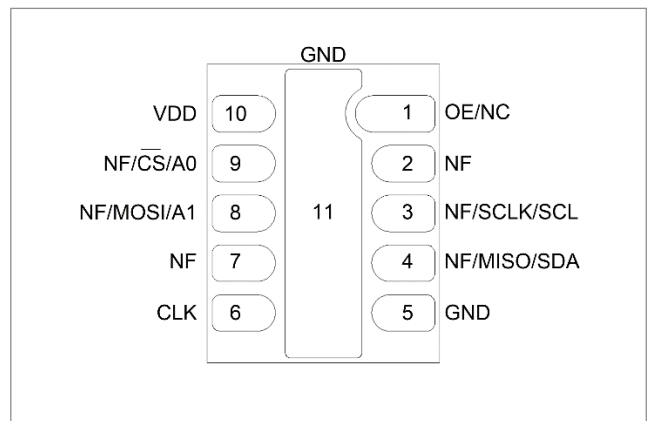 GND
VDD 10 1 OE/NC
NF/C̅S̅/A0 9 2 NF
NF/MOSI/A1 8 11 3 NF/SCLK/SCL
NF 7 4 NF/MISO/SDA
CLK 6 5 GND